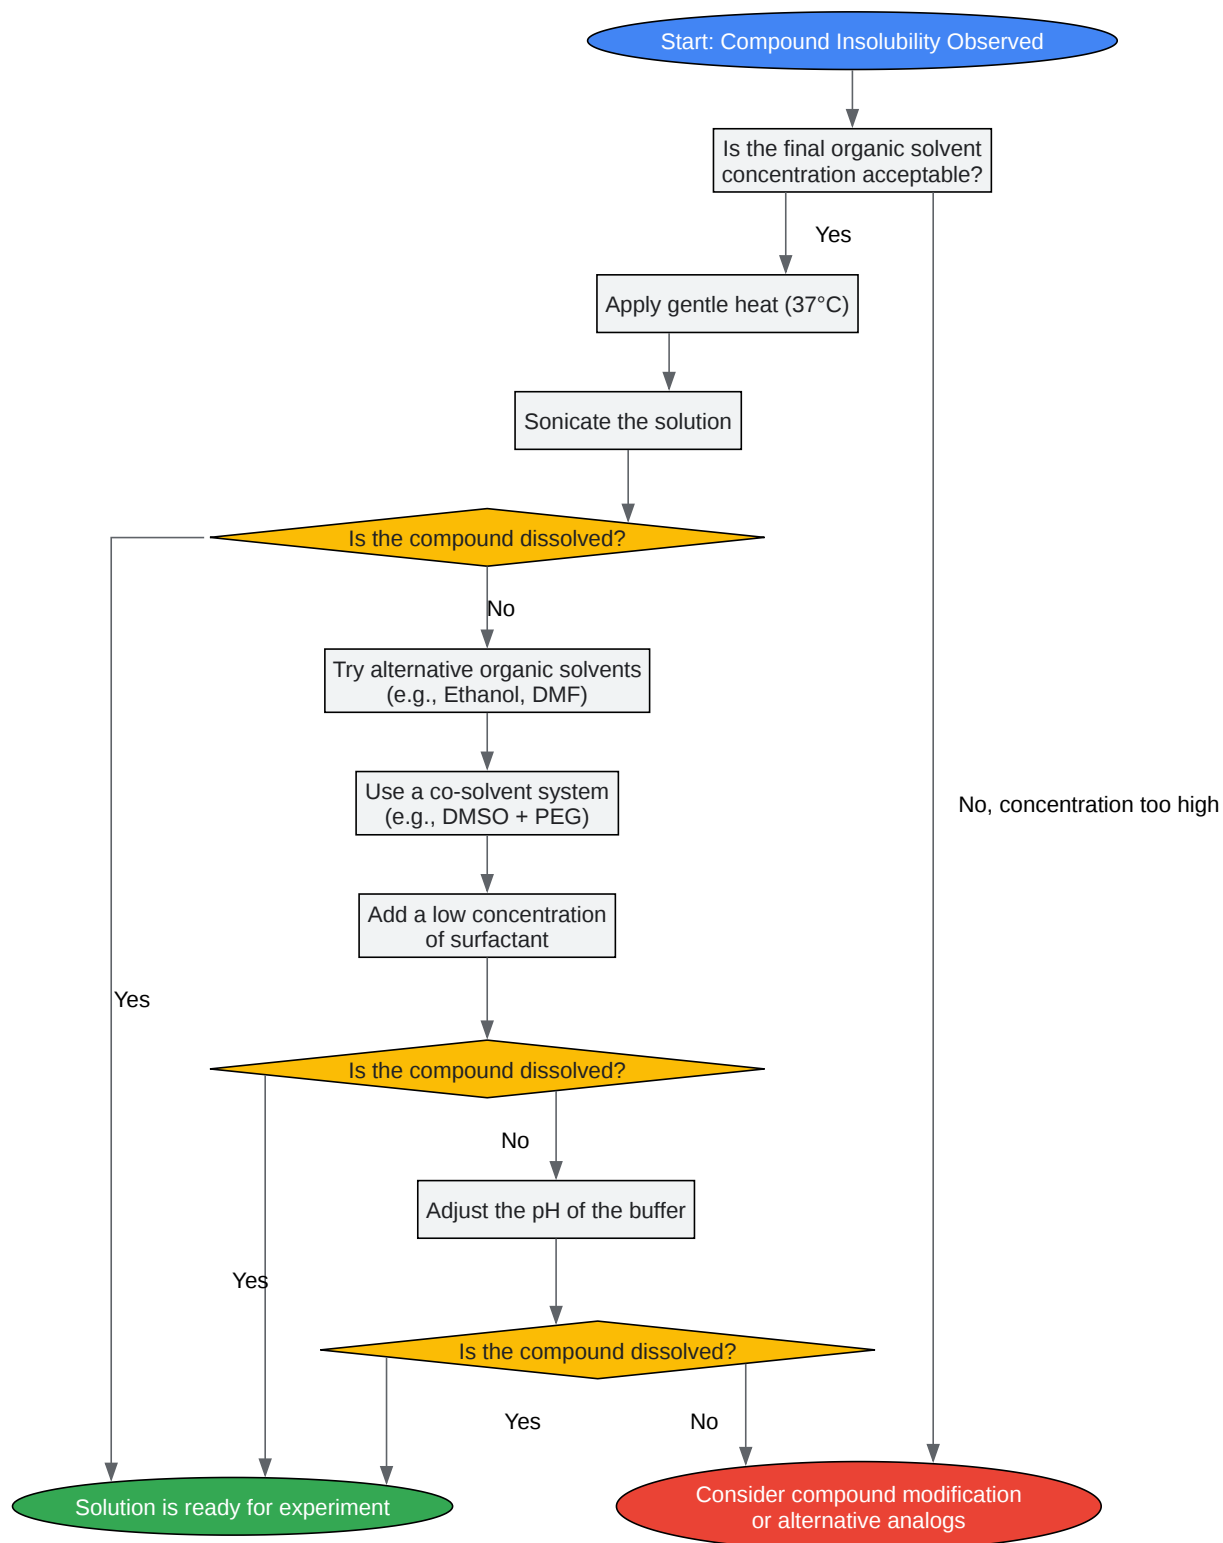 Start: Compound Insolubility Observed
Is the final organic solvent
concentration acceptable?
Yes
Apply gentle heat (37°C)
Sonicate the solution
Is the compound dissolved?
No
Try alternative organic solvents
(e.g., Ethanol, DMF)
Use a co-solvent system
(e.g., DMSO + PEG)
No, concentration too high
Add a low concentration
of surfactant
Yes
Is the compound dissolved?
No
Adjust the pH of the buffer
Yes
Is the compound dissolved?
Yes
No
Solution is ready for experiment
Consider compound modification
or alternative analogs